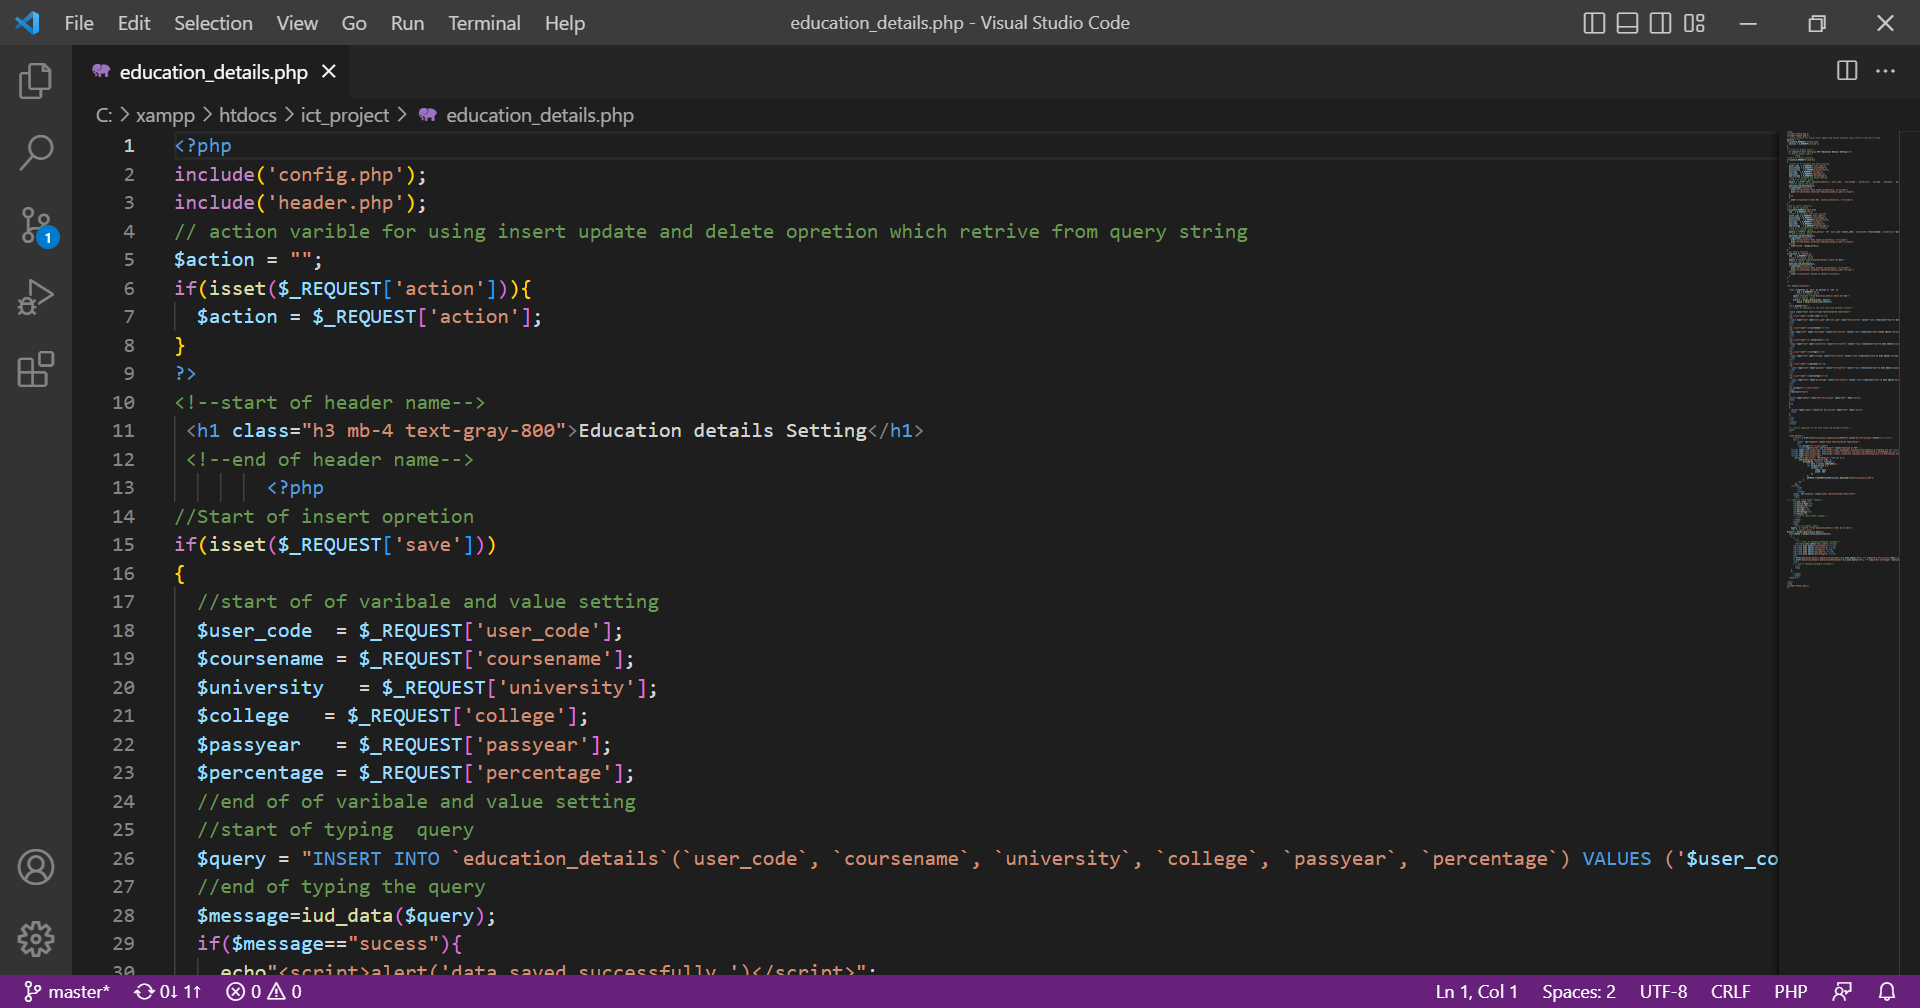 File Edit Selection View Go Run Terminal Help education_details.php - Visual Studio Code
education_details.php
C: > xampp > htdocs > ict_project > education_details.php
1 <?php
2 include('config.php');
3 include('header.php');
4 // action varible for using insert update and delete opretion which retrive from query string
5 $action = "";
6 if(isset($_REQUEST['action'])){
7 $action = $_REQUEST['action'];
8 }
9 ?>
10 <!--start of header name-->
11 <h1 class="h3 mb-4 text-gray-800">Education details Setting</h1>
12 <!--end of header name-->
13 <?php
14 //Start of insert opretion
15 if(isset($_REQUEST['save']))
16 {
17 //start of of varibale and value setting
18 $user_code  = $_REQUEST['user_code'];
19 $coursename = $_REQUEST['coursename'];
20 $university   = $_REQUEST['university'];
21 $college   = $_REQUEST['college'];
22 $passyear   = $_REQUEST['passyear'];
23 $percentage = $_REQUEST['percentage'];
24 //end of of varibale and value setting
25 //start of typing  query
26 $query = "INSERT INTO `education_details`(`user_code`, `coursename`, `university`, `college`, `passyear`, `percentage`) VALUES ('$user_co
27 //end of typing the query
28 $message=iud_data($query);
29 if($message=="sucess"){
30 echo"<script>alert('data saved successfully ')</script>";
1
master* 0↓ 1↑ 0 0 Ln 1, Col 1 Spaces: 2 UTF-8 CRLF PHP